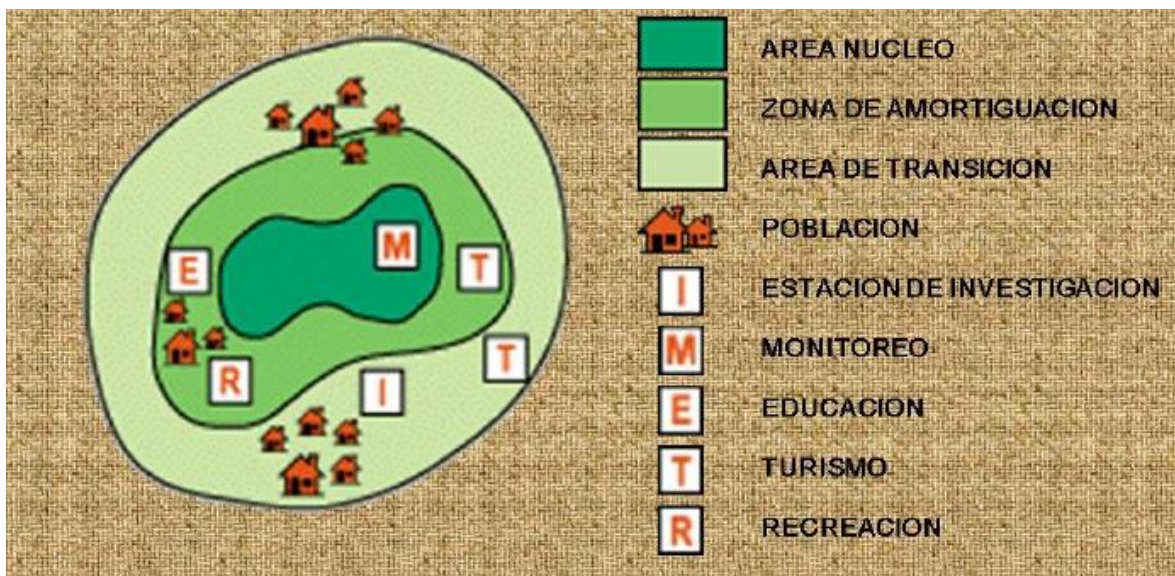 AREA NUCLEO
ZONA DE AMORTIGUACION
AREA DE TRANSICION
POBLACION
I ESTACION DE INVESTIGACION
M MONITOREO
E EDUCACION
T TURISMO
R RECREACION
M
E
T
T
R
I